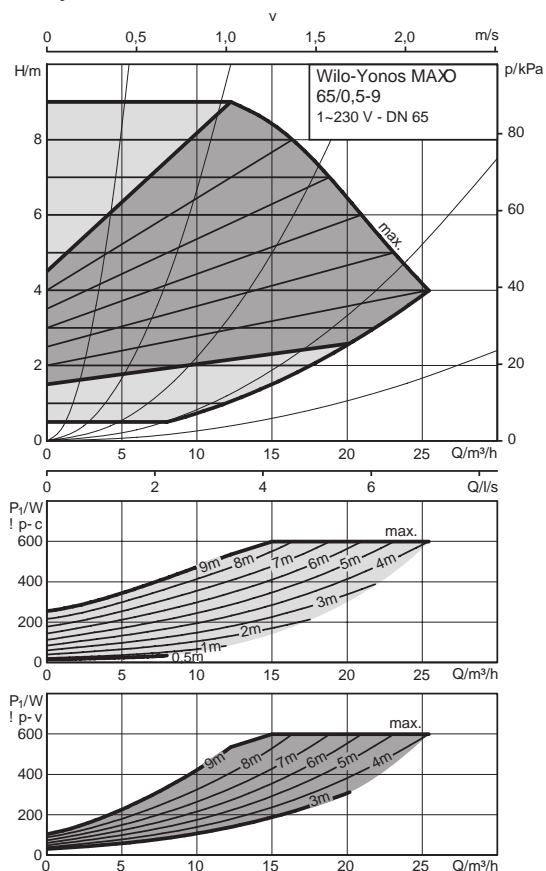 v
0 0,5 1,0 1,5 2,0 m/s
H/m p/kPa
Wilo-Yonos MAXO
65/0,5-9
1~230 V - DN 65
8 80
6 60
max.
4 40
2 20
0 0
0 5 10 15 20 25 Q/m³/h
0 2 4 6 Q/l/s
P₁/W
! p-c
max.
600
9m 8m 7m 6m 5m 4m
400
3m
200
2m
1m
0.5m
0
0 5 10 15 20 25 Q/m³/h
P₁/W
! p-v
max.
600
9m 8m 7m 6m 5m 4m
400
3m
200
0
0 5 10 15 20 25 Q/m³/h